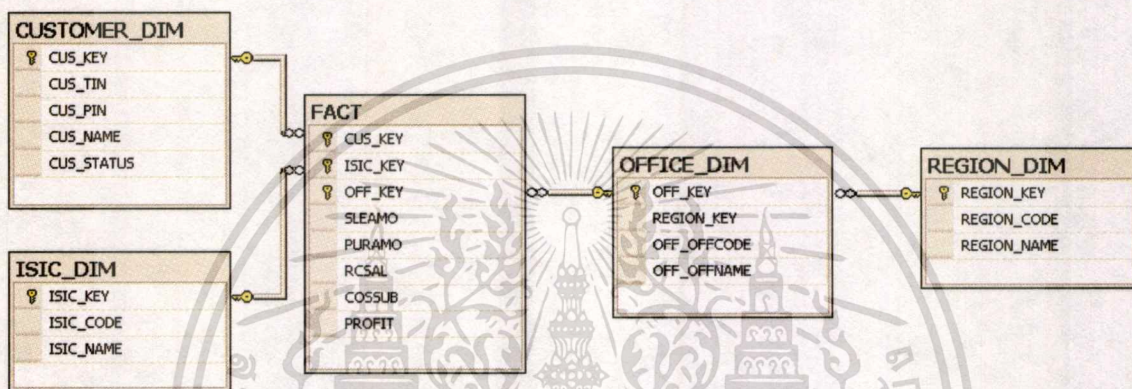 CUSTOMER_DIM
CUS_KEY
CUS_TIN
CUS_PIN
CUS_NAME
CUS_STATUS
ISIC_DIM
ISIC_KEY
ISIC_CODE
ISIC_NAME
FACT
CUS_KEY
ISIC_KEY
OFF_KEY
SLEAMO
PURAMO
RCSAL
COSSUB
PROFIT
OFFICE_DIM
OFF_KEY
REGION_KEY
OFF_OFFCODE
OFF_OFFNAME
REGION_DIM
REGION_KEY
REGION_CODE
REGION_NAME